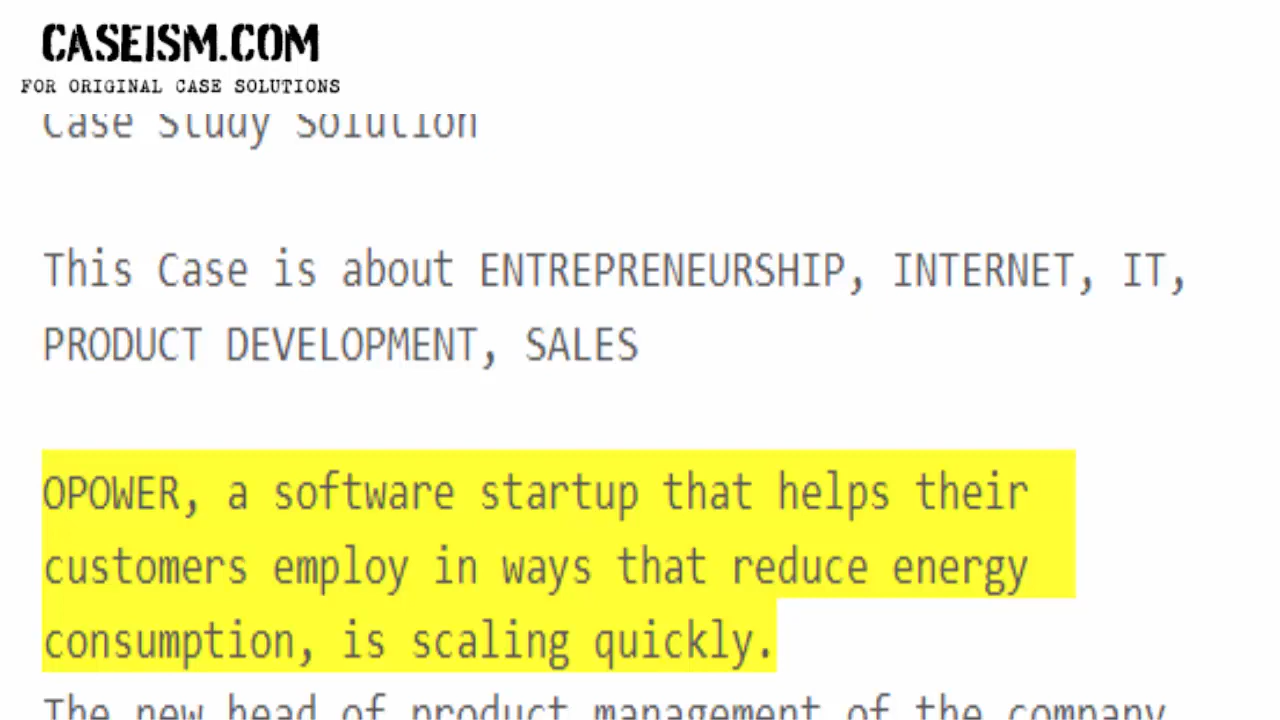 CASEISM.COM
FOR ORIGINAL CASE SOLUTIONS
Case Study Solution
This Case is about ENTREPRENEURSHIP, INTERNET, IT,
PRODUCT DEVELOPMENT, SALES
OPOWER, a software startup that helps their
customers employ in ways that reduce energy
consumption, is scaling quickly.
The new head of product management of the company